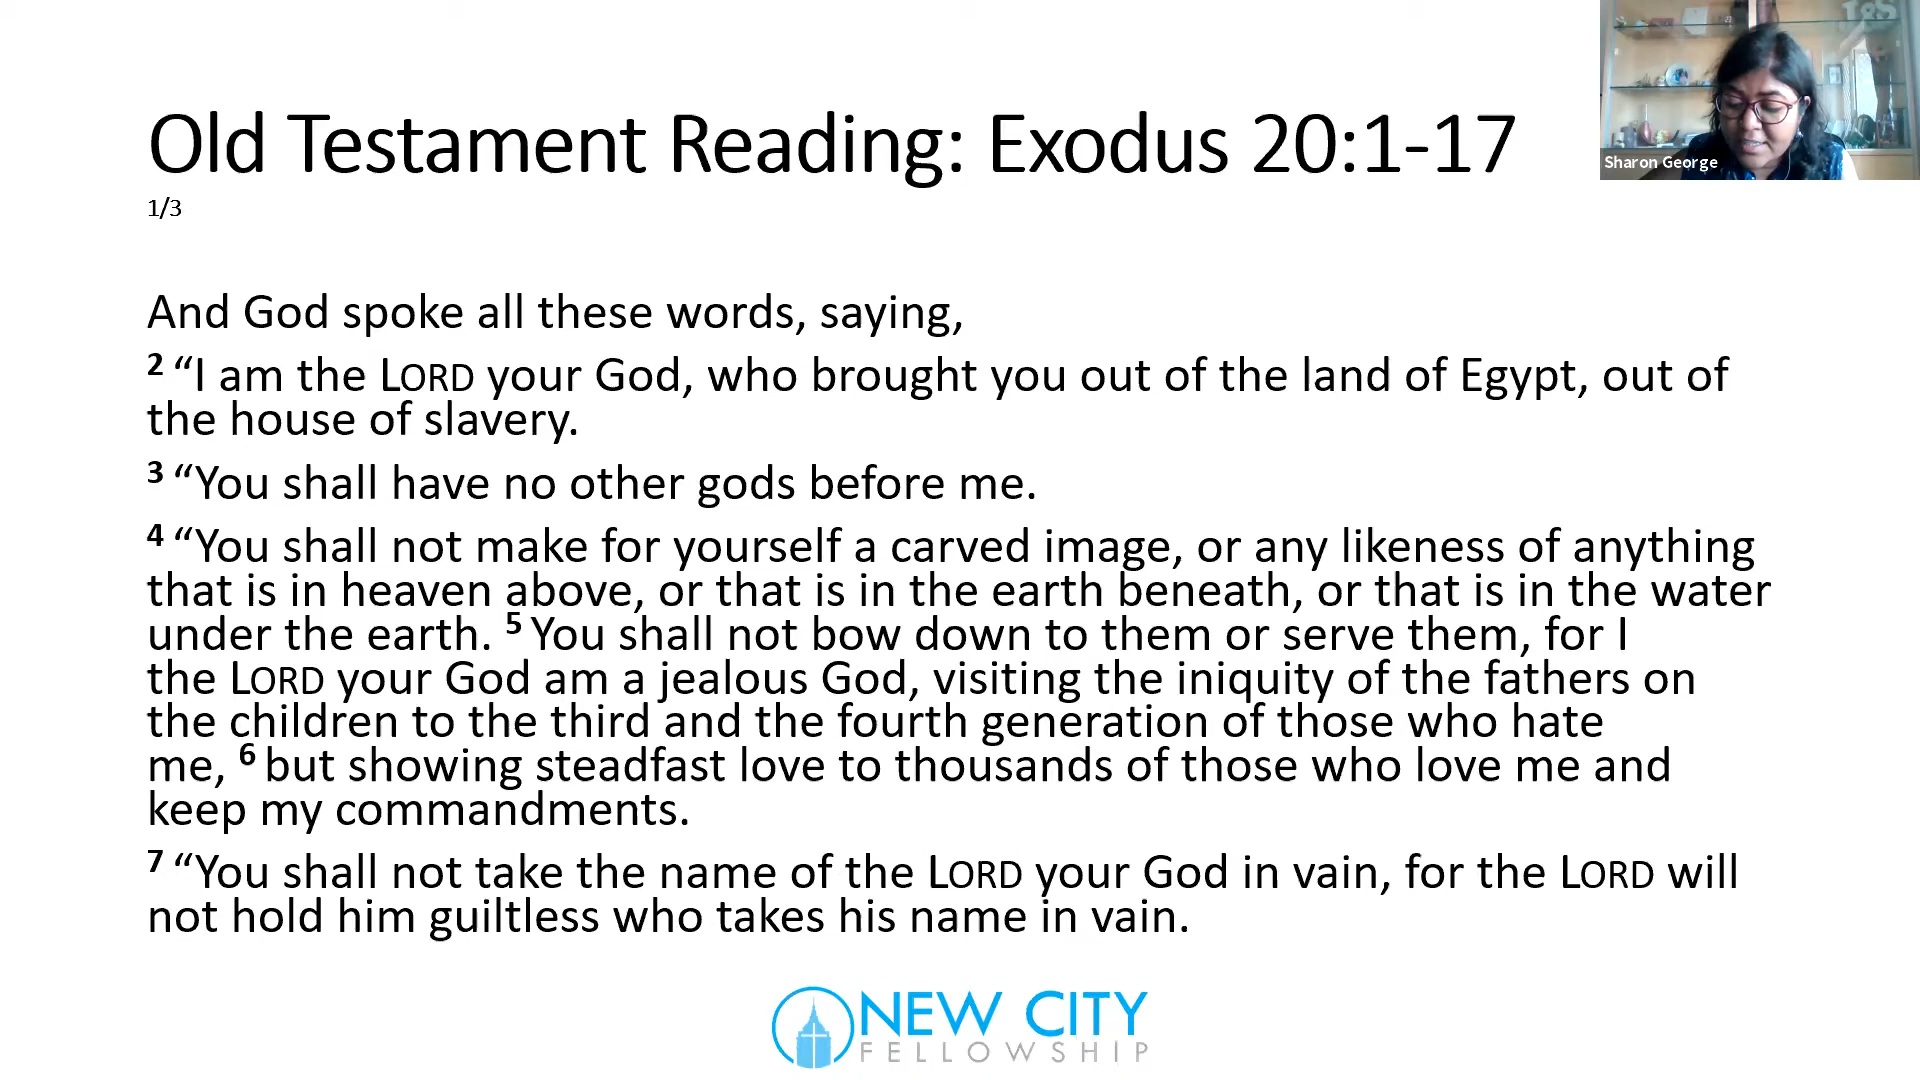 Old Testament Reading: Exodus 20:1-17
1/3
Sharon George
And God spoke all these words, saying,
2 “I am the LORD your God, who brought you out of the land of Egypt, out of
the house of slavery.
3 “You shall have no other gods before me.
4 “You shall not make for yourself a carved image, or any likeness of anything
that is in heaven above, or that is in the earth beneath, or that is in the water
under the earth. 5 You shall not bow down to them or serve them, for I
the LORD your God am a jealous God, visiting the iniquity of the fathers on
the children to the third and the fourth generation of those who hate
me, 6 but showing steadfast love to thousands of those who love me and
keep my commandments.
7 “You shall not take the name of the LORD your God in vain, for the LORD will
not hold him guiltless who takes his name in vain.
NEW CITY
FELLOWSHIP